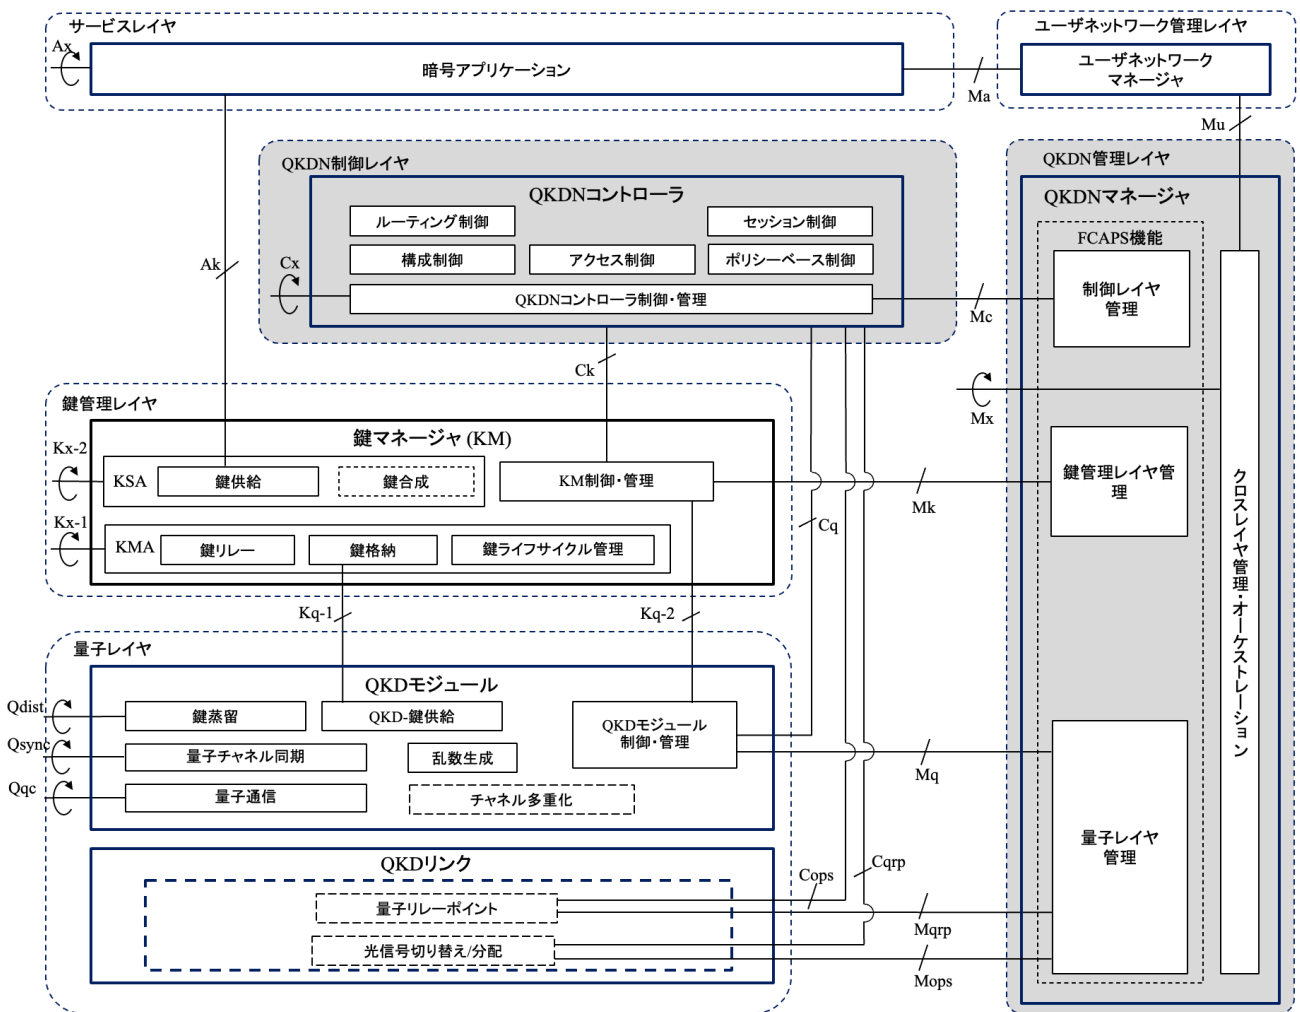 サービスレイヤ
ユーザネットワーク管理レイヤ
Ax
暗号アプリケーション
ユーザネットワーク
マネージャ
Ma
Mu
QKDN制御レイヤ
QKDN管理レイヤ
QKDNコントローラ
QKDNマネージャ
ルーティング制御
セッション制御
FCAPS機能
構成制御
アクセス制御
ポリシーベース制御
Ak
Cx
QKDNコントローラ制御・管理
制御レイヤ
管理
Mc
Ck
Mx
鍵管理レイヤ
鍵マネージャ (KM)
Kx-2
KSA
鍵供給
鍵合成
KM制御・管理
鍵管理レイヤ管
理
Mk
クロスレイヤ管理・オーケストレーション
Kx-1
Cq
KMA
鍵リレー
鍵格納
鍵ライフサイクル管理
Kq-1
Kq-2
量子レイヤ
QKDモジュール
Qdist
鍵蒸留
QKD-鍵供給
QKDモジュール
制御・管理
Qsync
量子チャネル同期
乱数生成
Mq
Qqc
量子通信
チャネル多重化
量子レイヤ
管理
QKDリンク
Cops
Cqrp
量子リレーポイント
Mqrp
光信号切り替え/分配
Mops